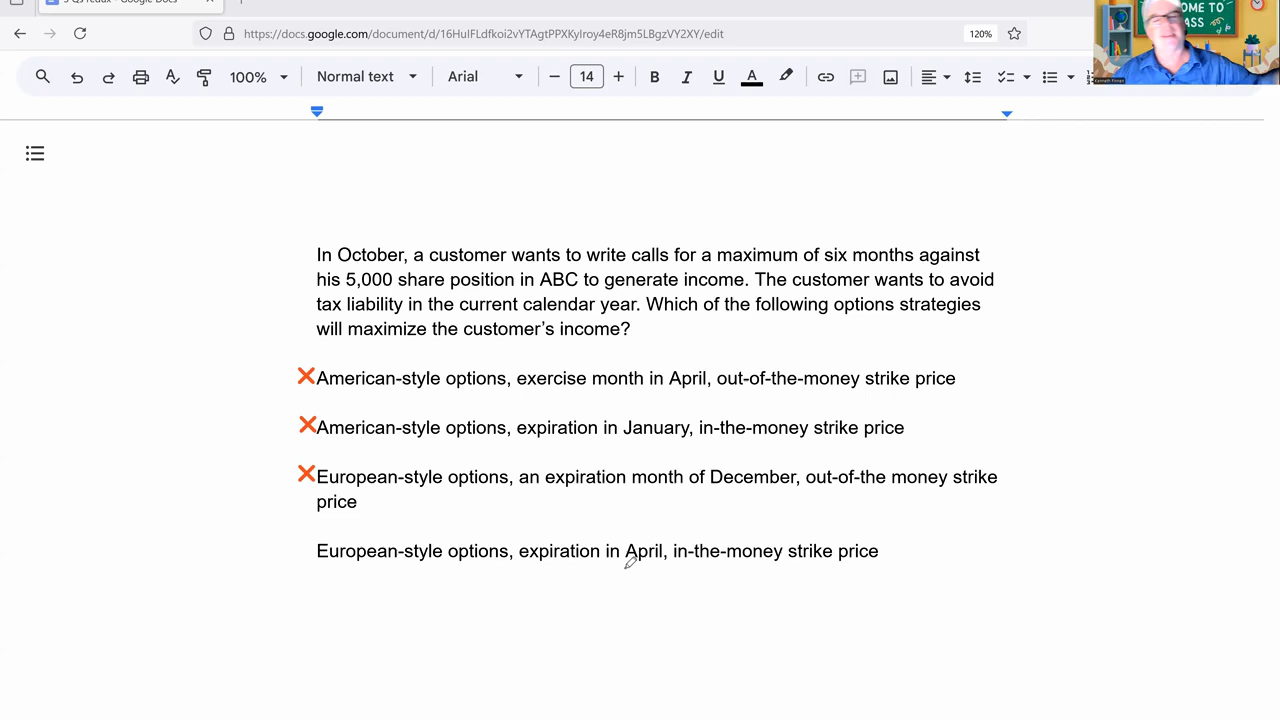 https://docs.google.com/document/d/16HuIFLdfkoi2vYTAgtPPXKyIroy4eR8jm5LBgzVY2XY/edit
120%
OME TO
ASS
100%
Normal text
Arial
14
B
I
U
A
In October, a customer wants to write calls for a maximum of six months against
his 5,000 share position in ABC to generate income. The customer wants to avoid
tax liability in the current calendar year. Which of the following options strategies
will maximize the customer’s income?
American-style options, exercise month in April, out-of-the-money strike price
American-style options, expiration in January, in-the-money strike price
European-style options, an expiration month of December, out-of-the money strike
price
European-style options, expiration in April, in-the-money strike price